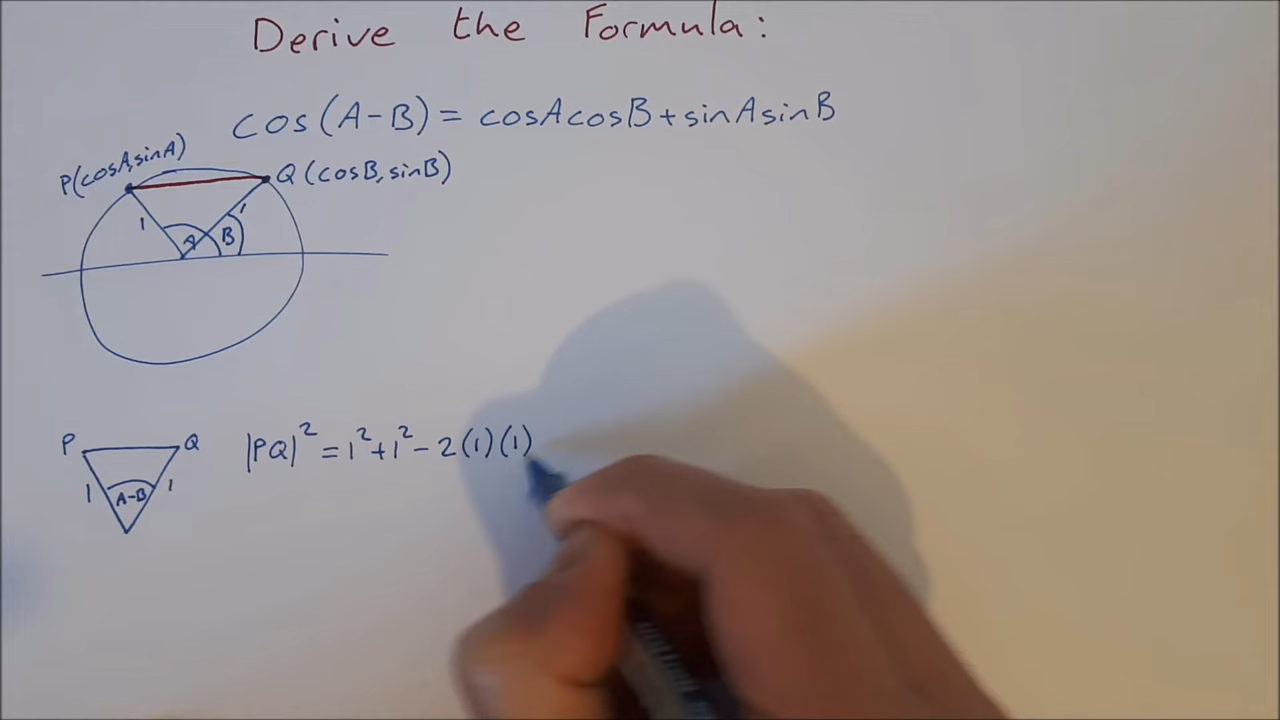 Derive the Formula:
cos(A-B) = cosAcosB+sinAsinB
P(cosA,sinA)
Q(cosB,sinB)
1 1
A B
P Q
|PQ|² = 1²+1²-2(1)(1)
1 A-B 1